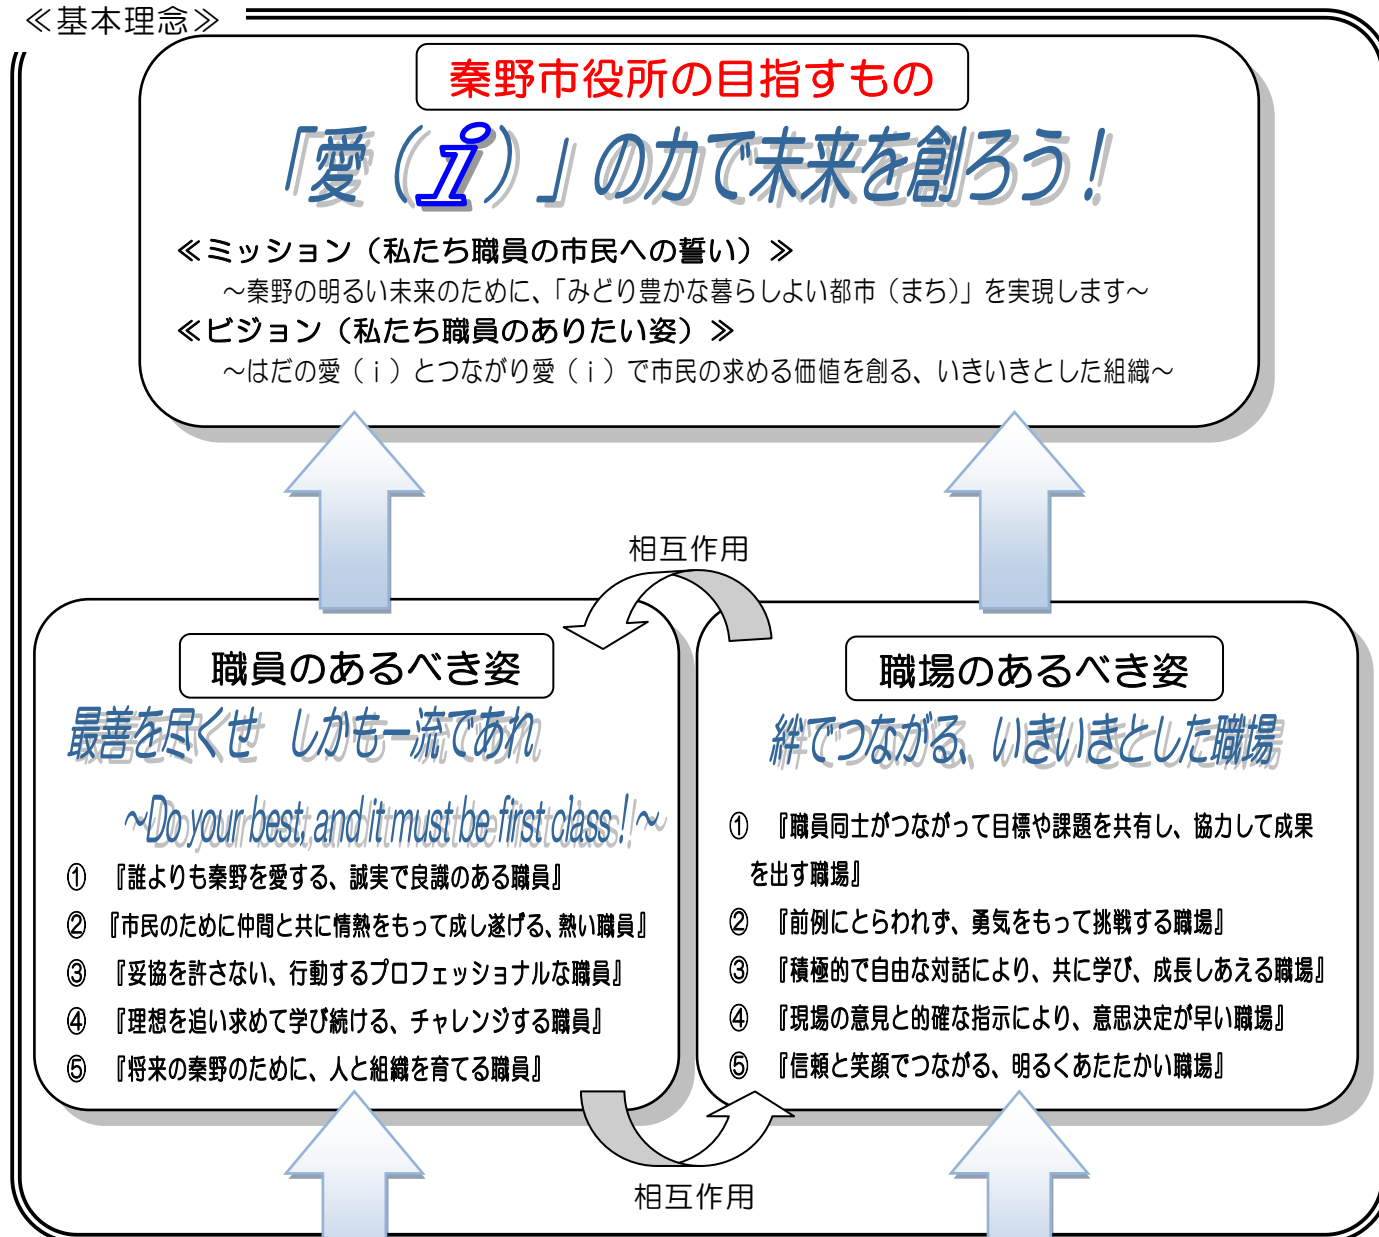 ≪基本理念≫
秦野市役所の目指すもの
「愛（i）」の力で未来を創ろう！
≪ミッション（私たち職員の市民への誓い）≫
～秦野の明るい未来のために、「みどり豊かな暮らしよい都市（まち）」を実現します～
≪ビジョン（私たち職員のありたい姿）≫
～はだの愛（ｉ）とつながり愛（ｉ）で市民の求める価値を創る、いきいきとした組織～
相互作用
職員のあるべき姿
最善を尽くせ　しかも一流であれ
～Do your best, and it must be first class!!～
①　『誰よりも秦野を愛する、誠実で良識のある職員』
②　『市民のために仲間と共に情熱をもって成し遂げる、熱い職員』
③　『妥協を許さない、行動するプロフェッショナルな職員』
④　『理想を追い求めて学び続ける、チャレンジする職員』
⑤　『将来の秦野のために、人と組織を育てる職員』
職場のあるべき姿
絆でつながる、いきいきとした職場
①　『職員同士がつながって目標や課題を共有し、協力して成果
を出す職場』
②　『前例にとらわれず、勇気をもって挑戦する職場』
③　『積極的で自由な対話により、共に学び、成長しあえる職場』
④　『現場の意見と的確な指示により、意思決定が早い職場』
⑤　『信頼と笑顔でつながる、明るくあたたかい職場』
相互作用